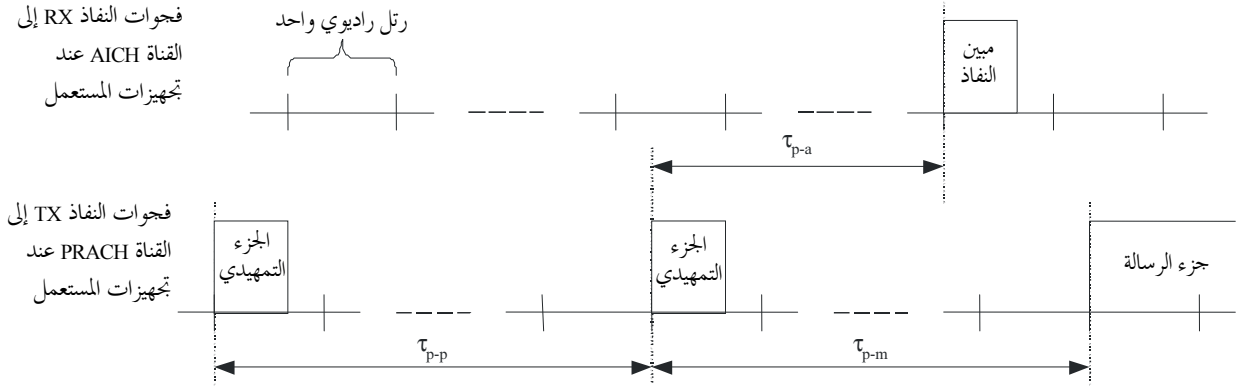 فجوات النفاذ RX إلى
القناة AICH عند
تجهيزات المستعمل
رتل راديوي واحد
مبين
النفاذ
τp-a
فجوات النفاذ TX إلى
القناة PRACH عند
تجهيزات المستعمل
الجزء
التمهيدي
الجزء
التمهيدي
جزء الرسالة
τp-p
τp-m